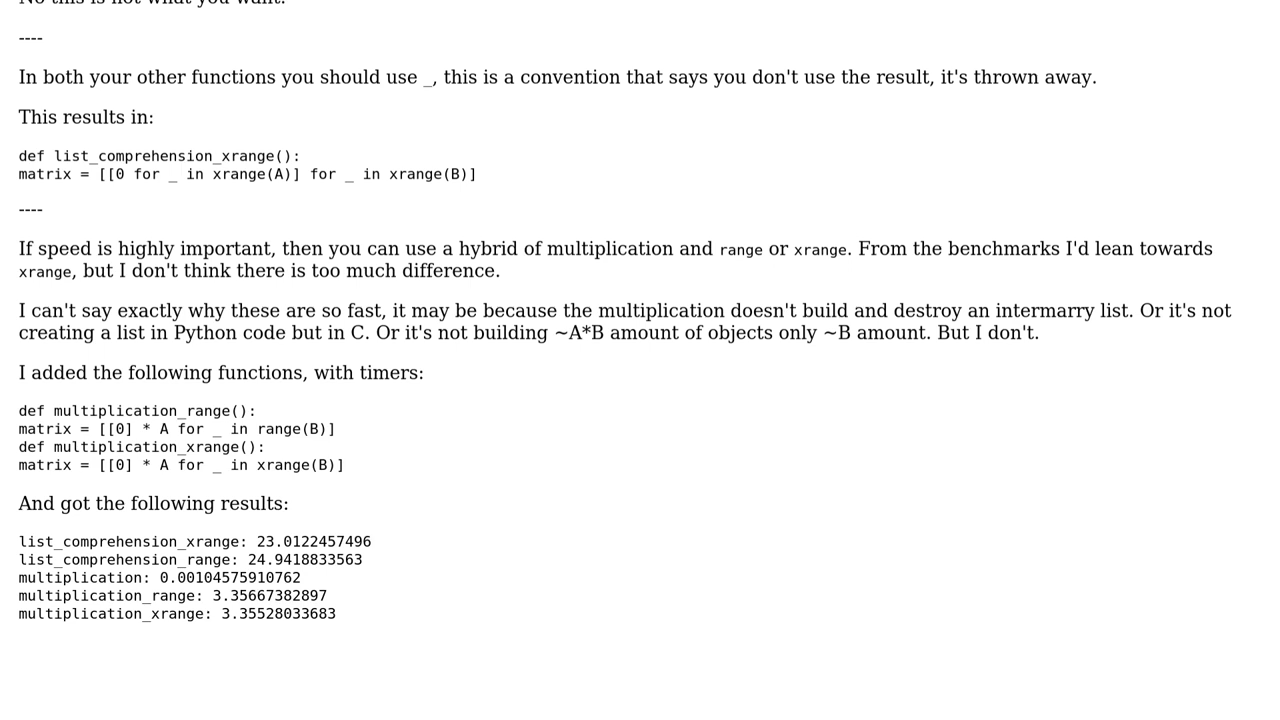 No this is not what you want.
----
In both your other functions you should use _, this is a convention that says you don't use the result, it's thrown away.
This results in:
def list_comprehension_xrange():
matrix = [[0 for _ in xrange(A)] for _ in xrange(B)]
----
If speed is highly important, then you can use a hybrid of multiplication and range or xrange. From the benchmarks I'd lean towards
xrange, but I don't think there is too much difference.
I can't say exactly why these are so fast, it may be because the multiplication doesn't build and destroy an intermarry list. Or it's not
creating a list in Python code but in C. Or it's not building ~A*B amount of objects only ~B amount. But I don't.
I added the following functions, with timers:
def multiplication_range():
matrix = [[0] * A for _ in range(B)]
def multiplication_xrange():
matrix = [[0] * A for _ in xrange(B)]
And got the following results:
list_comprehension_xrange: 23.0122457496
list_comprehension_range: 24.9418833563
multiplication: 0.00104575910762
multiplication_range: 3.35667382897
multiplication_xrange: 3.35528033683